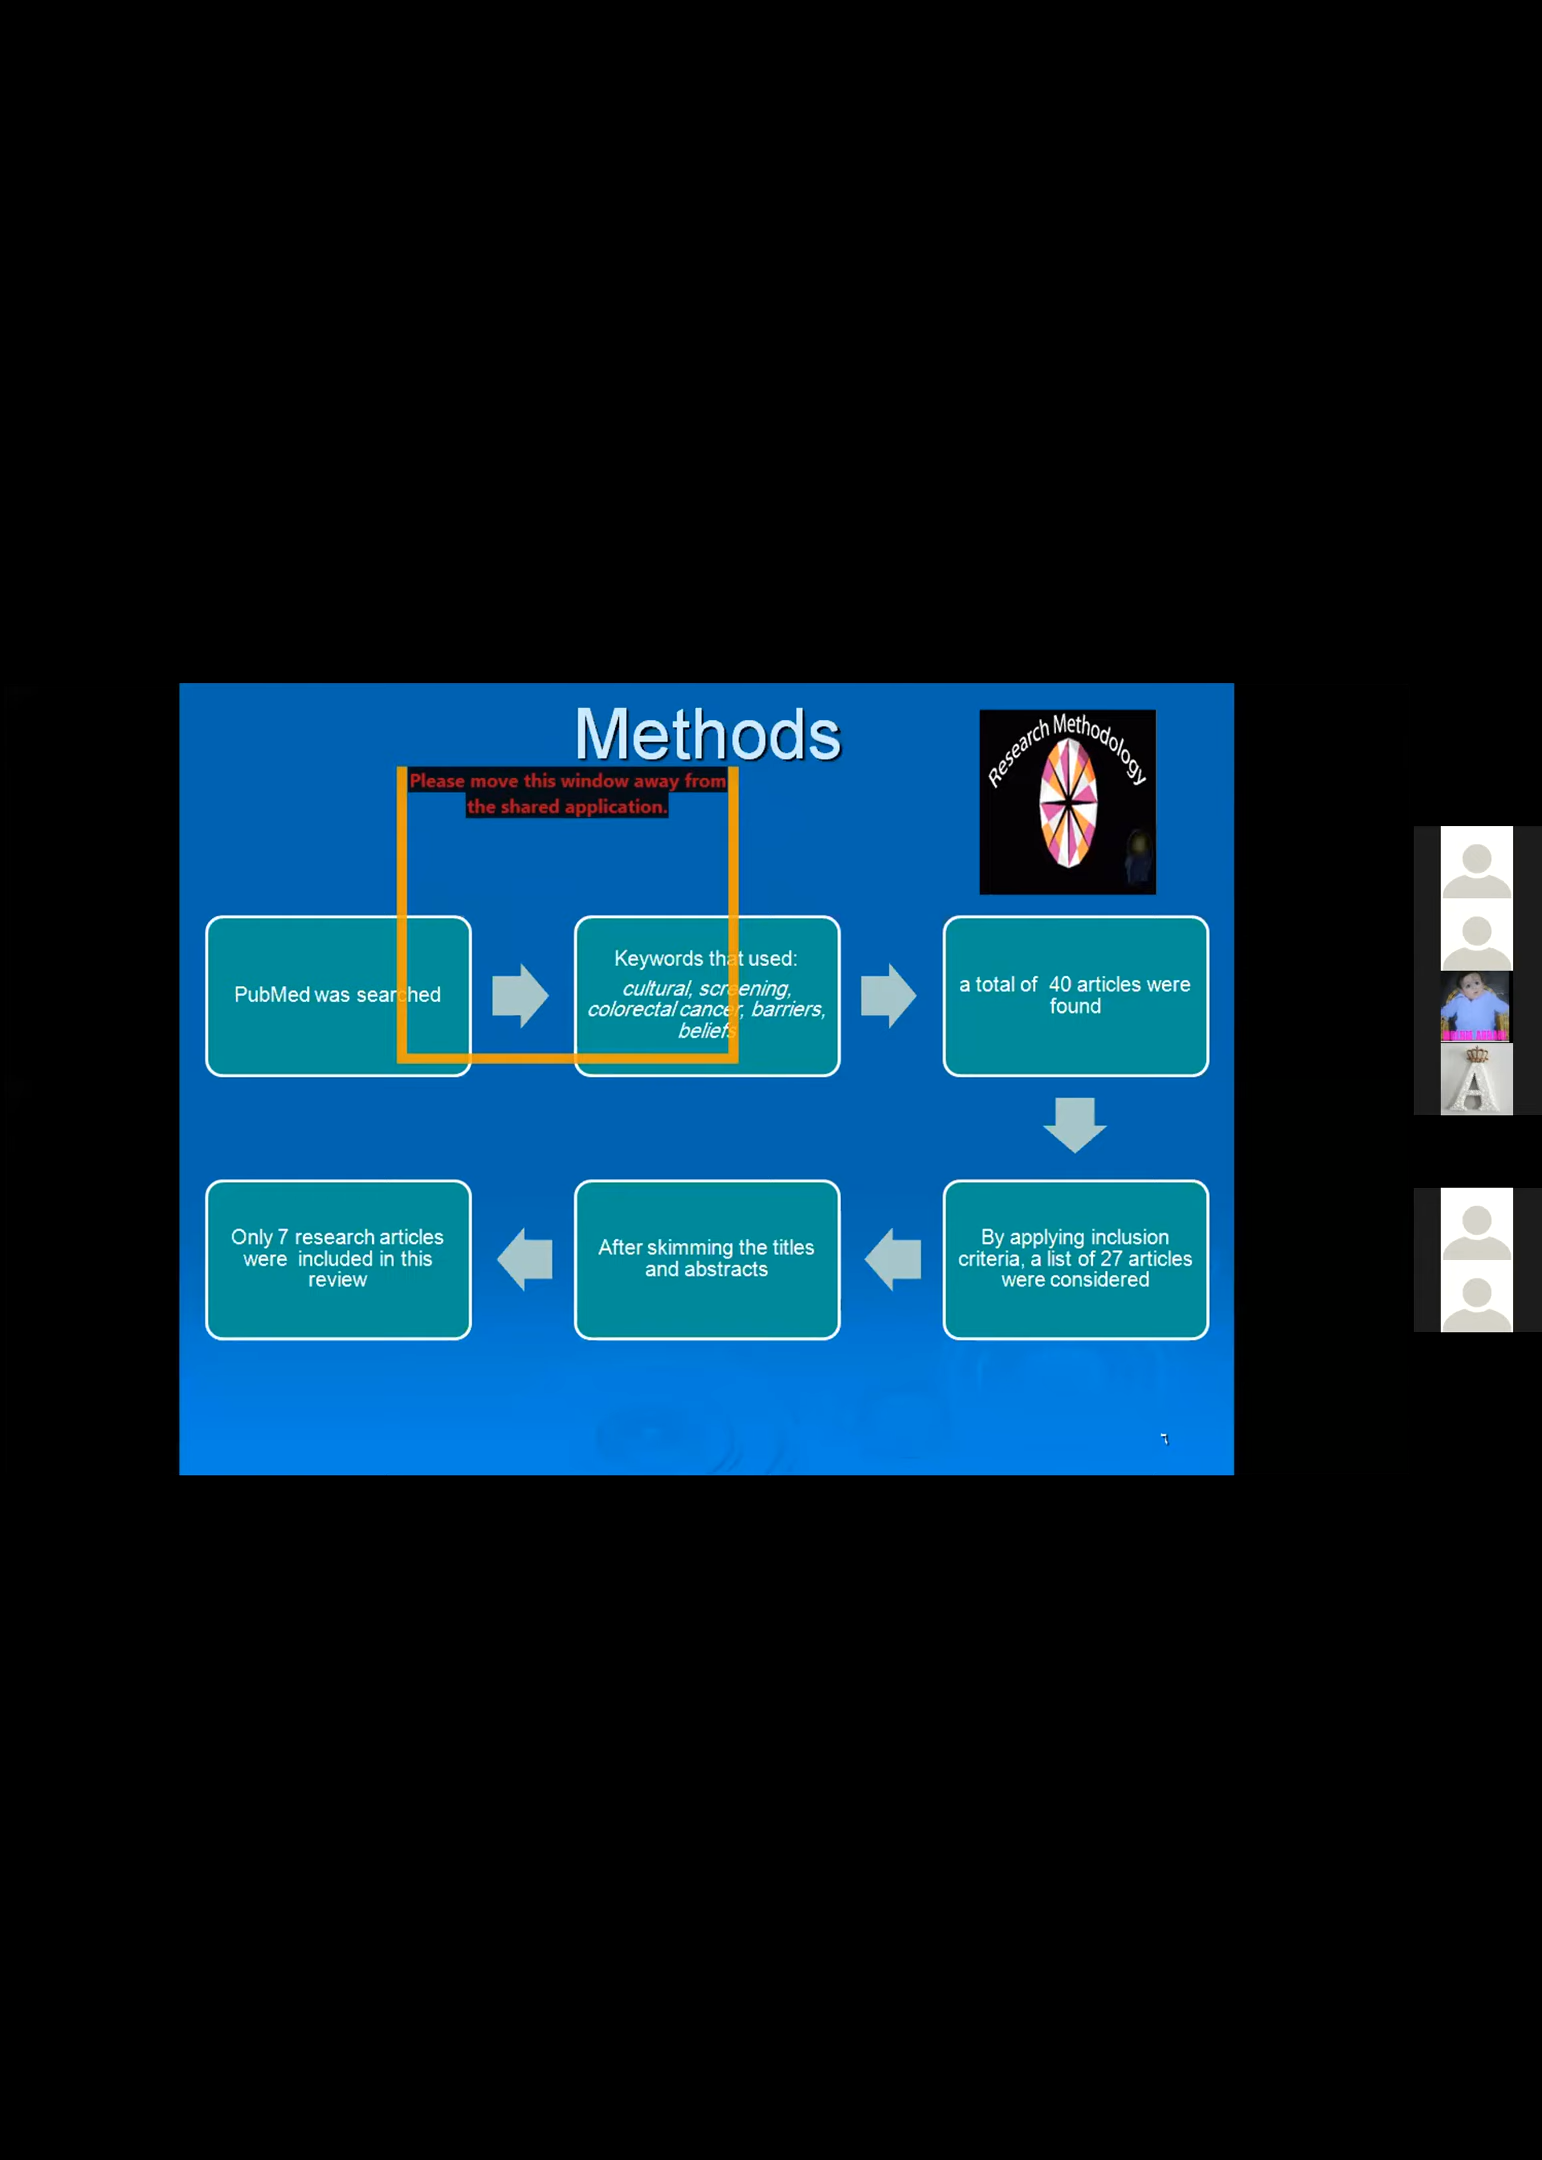 Methods
Research Methodology
Please move this window away from
the shared application.
PubMed was searched
Keywords that used:
cultural, screening,
colorectal cancer, barriers,
beliefs
a total of  40 articles were
found
By applying inclusion
criteria, a list of 27 articles
were considered
After skimming the titles
and abstracts
Only 7 research articles
were  included in this
review
A